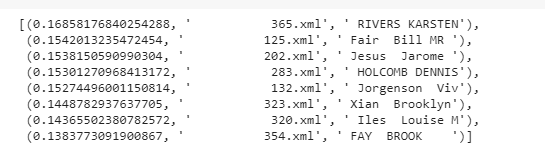 [(0.16858176840254288, '           365.xml', ' RIVERS KARSTEN'),
(0.1542013235472454, '           125.xml', ' Fair  Bill MR '),
(0.1538150590990304, '           202.xml', ' Jesus  Jarome '),
(0.15301270968413172, '           283.xml', ' HOLCOMB DENNIS'),
(0.15274496001150814, '           132.xml', ' Jorgenson  Viv'),
(0.1448782937637705, '           323.xml', ' Xian  Brooklyn'),
(0.14365502380782572, '           320.xml', ' Iles  Louise M'),
(0.1383773091900867, '           354.xml', ' FAY  BROOK    ')]